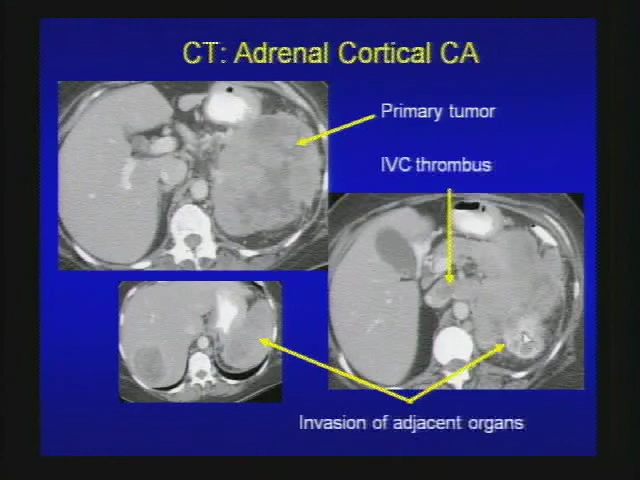 CT: Adrenal Cortical CA
Primary tumor
IVC thrombus
Invasion of adjacent organs